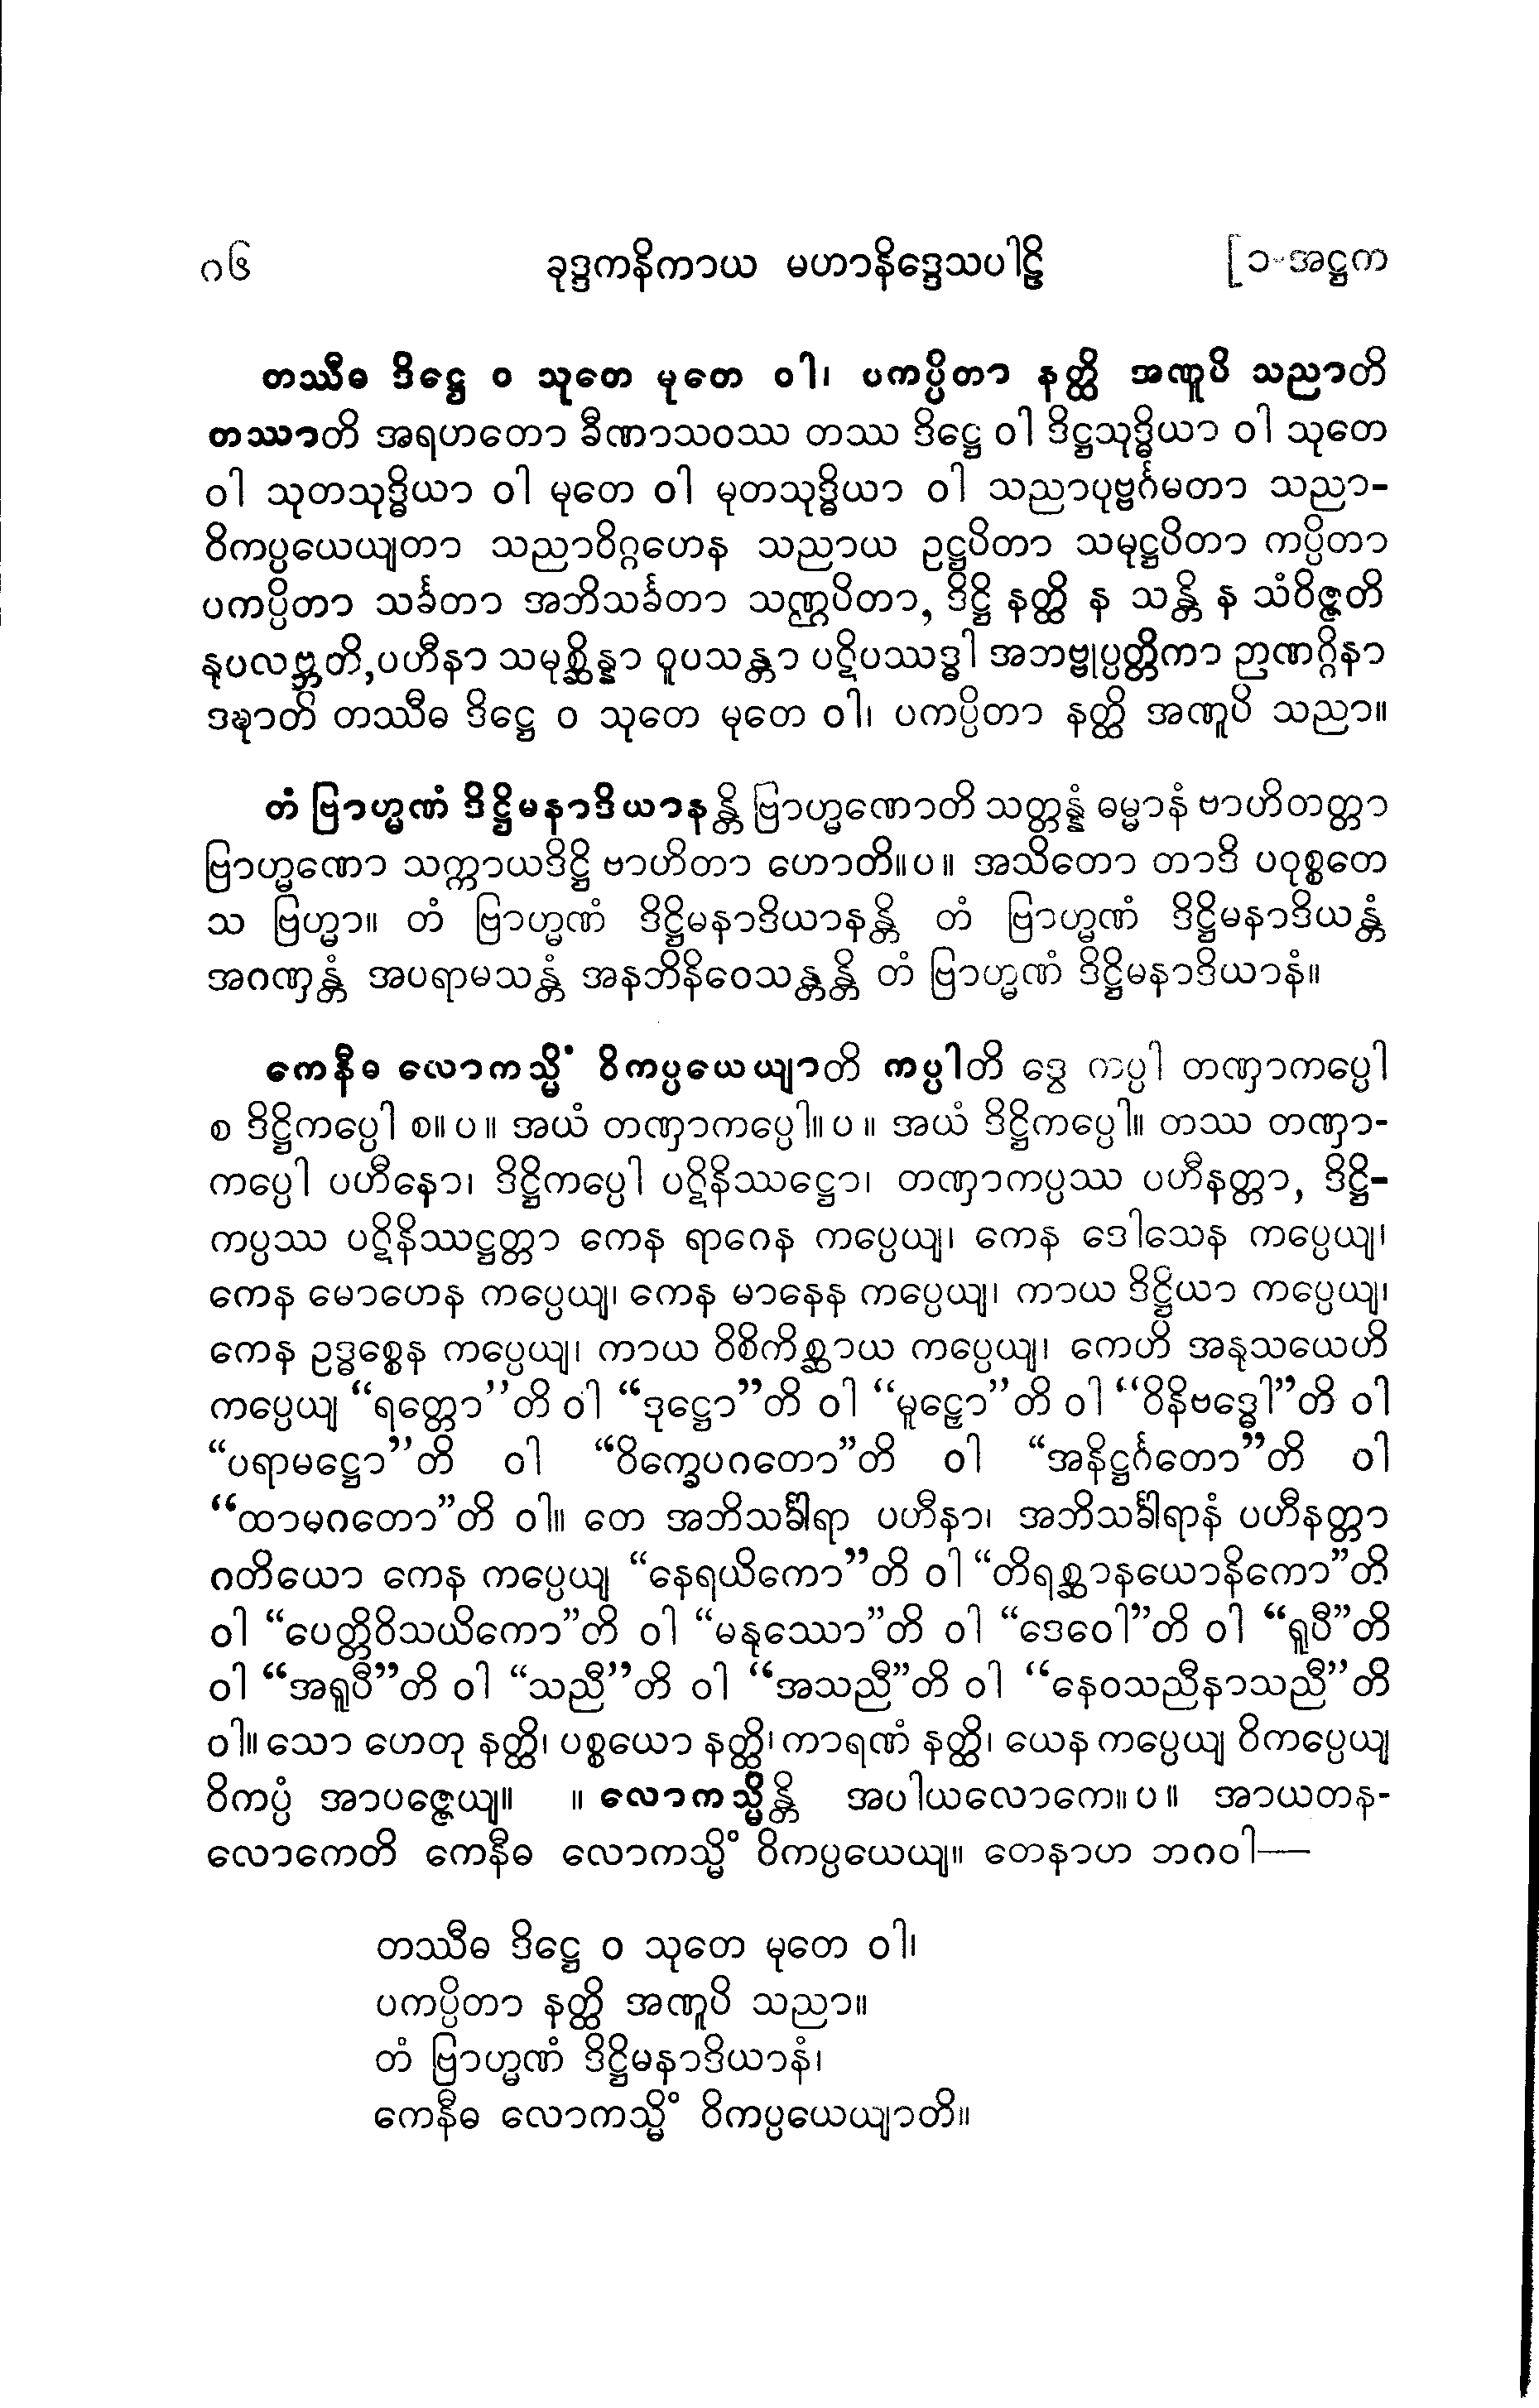 ၈၆ ခုဒ္ဒကနိကာယ မဟာနိဒ္ဒေသပါဠိ [၁-အဋ္ဌက
တဿီဓ ဒိဋ္ဌေ ဝ သုတေ မုတေ ဝါ၊ ပကပ္ပိတာ နတ္ထိ အဏူပိ သညာတိ
တဿာတိ အရဟတော ခီဏာသဝဿ တဿ ဒိဋ္ဌေ ဝါ ဒိဋ္ဌသုဒ္ဓိယာ ဝါ သုတေ
ဝါ သုတသုဒ္ဓိယာ ဝါ မုတေ ဝါ မုတသုဒ္ဓိယာ ဝါ သညာပုဗ္ဗင်္ဂမတာ သညာ-
ဝိကပ္ပယေယျတာ သညာဝိဂ္ဂဟေန သညာယ ဥဋ္ဌပိတာ သမုဋ္ဌပိတာ ကပ္ပိတာ
ပကပ္ပိတာ သင်္ခတာ အဘိသင်္ခတာ သဏ္ဌပိတာ, ဒိဋ္ဌိ နတ္ထိ န သန္တိ န သံဝိဇ္ဇတိ
နုပလဗ္ဘတိ,ပဟီနာ သမုစ္ဆိန္နာ ဝူပသန္တာ ပဋိပဿဒ္ဓါ အဘဗ္ဗုပ္ပတ္တိကာ ဉာဏဂ္ဂိနာ
ဒဍ္ဎာတိ တဿီဓ ဒိဋ္ဌေ ဝ သုတေ မုတေ ဝါ၊ ပကပ္ပိတာ နတ္ထိ အဏူပိ သညာ။
တံ ဗြာဟ္မဏံ ဒိဋ္ဌိမနာဒိယာနန္တိ ဗြာဟ္မဏောတိ သတ္တန္နံ ဓမ္မာနံ ဗာဟိတတ္တာ
ဗြာဟ္မဏော သက္ကာယဒိဋ္ဌိ ဗာဟိတာ ဟောတိ။ပ။ အသိတော တာဒိ ပဝုစ္စတေ
သ ဗြဟ္မာ။ တံ ဗြာဟ္မဏံ ဒိဋ္ဌိမနာဒိယာနန္တိ တံ ဗြာဟ္မဏံ ဒိဋ္ဌိမနာဒိယန္တံ
အဂဏှန္တံ အပရာမသန္တံ အနဘိနိဝေသန္တန္တိ တံ ဗြာဟ္မဏံ ဒိဋ္ဌိမနာဒိယာနံ။
ကေနီဓ လောကသ္မိံ ဝိကပ္ပယေယျာတိ ကပ္ပါတိ ဒွေ ကပ္ပါ တဏှာကပ္ပေါ
စ ဒိဋ္ဌိကပ္ပေါ စ။ပ။ အယံ တဏှာကပ္ပေါ။ပ။ အယံ ဒိဋ္ဌိကပ္ပေါ။ တဿ တဏှာ-
ကပ္ပေါ ပဟီနော၊ ဒိဋ္ဌိကပ္ပေါ ပဋိနိဿဋ္ဌော၊ တဏှာကပ္ပဿ ပဟီနတ္တာ, ဒိဋ္ဌိ-
ကပ္ပဿ ပဋိနိဿဋ္ဌတ္တာ ကေန ရာဂေန ကပ္ပေယျ၊ ကေန ဒေါသေန ကပ္ပေယျ၊
ကေန မောဟေန ကပ္ပေယျ၊ ကေန မာနေန ကပ္ပေယျ၊ ကာယ ဒိဋ္ဌိယာ ကပ္ပေယျ၊
ကေန ဥဒ္ဓစ္စေန ကပ္ပေယျ၊ ကာယ ဝိစိကိစ္ဆာယ ကပ္ပေယျ၊ ကေဟိ အနုသယေဟိ
ကပ္ပေယျ “ရတ္တော”တိ ဝါ “ဒုဋ္ဌော”တိ ဝါ “မူဠှော”တိ ဝါ “ဝိနိဗဒ္ဓေါ”တိ ဝါ
“ပရာမဋ္ဌော”တိ ဝါ “ဝိက္ခေပဂတော”တိ ဝါ “အနိဋ္ဌင်္ဂတော”တိ ဝါ
“ထာမဂတော”တိ ဝါ။ တေ အဘိသင်္ခါရာ ပဟီနာ၊ အဘိသင်္ခါရာနံ ပဟီနတ္တာ
ဂတိယော ကေန ကပ္ပေယျ “နေရယိကော”တိ ဝါ “တိရစ္ဆာနယောနိကော”တိ
ဝါ “ပေတ္တိဝိသယိကော”တိ ဝါ “မနုဿော”တိ ဝါ “ဒေဝေါ”တိ ဝါ “ရူပီ”တိ
ဝါ “အရူပီ”တိ ဝါ “သညီ”တိ ဝါ “အသညီ”တိ ဝါ “နေဝသညီနာသညီ”တိ
ဝါ။ သော ဟေတု နတ္ထိ၊ ပစ္စယော နတ္ထိ၊ ကာရဏံ နတ္ထိ၊ ယေန ကပ္ပေယျ ဝိကပ္ပေယျ
ဝိကပ္ပံ အာပဇ္ဇေယျ။ ။ လောကသ္မိန္တိ အပါယလောကေ။ပ။ အာယတန-
လောကေတိ ကေနီဓ လောကသ္မိံ ဝိကပ္ပယေယျ။ တေနာဟ ဘဂဝါ—
တဿီဓ ဒိဋ္ဌေ ဝ သုတေ မုတေ ဝါ၊
ပကပ္ပိတာ နတ္ထိ အဏူပိ သညာ။
တံ ဗြာဟ္မဏံ ဒိဋ္ဌိမနာဒိယာနံ၊
ကေနီဓ လောကသ္မိံ ဝိကပ္ပယေယျာတိ။